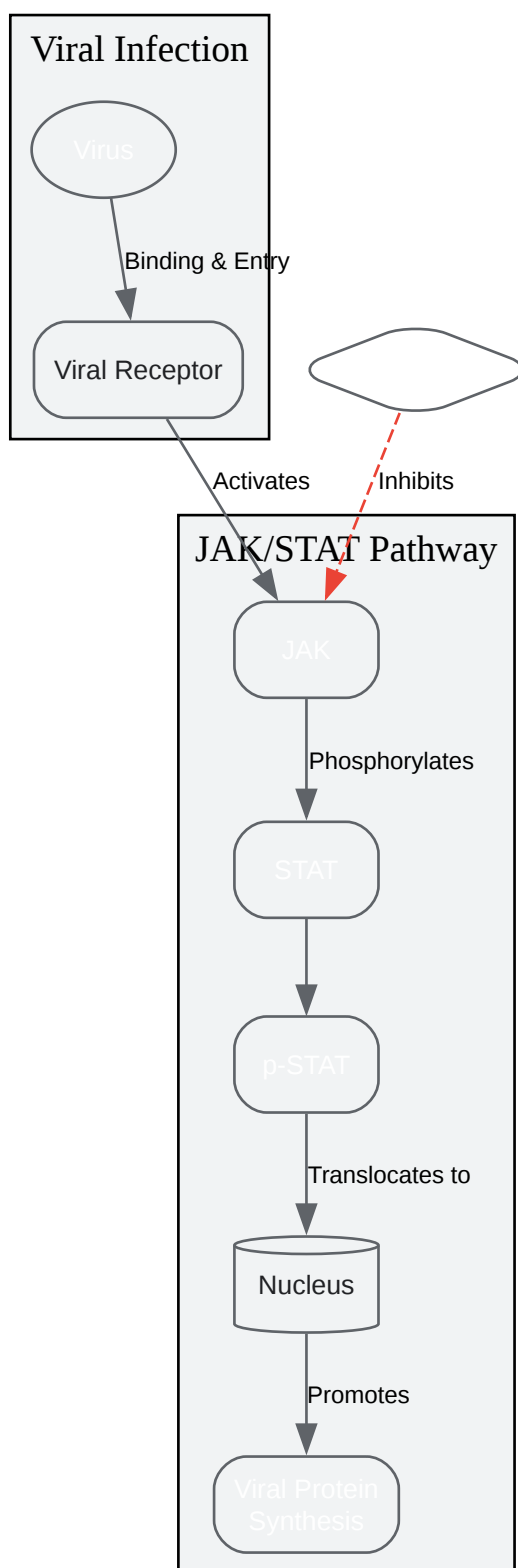 Viral Infection
Virus
Binding & Entry
Viral Receptor
Activates
Inhibits
JAK/STAT Pathway
JAK
Phosphorylates
STAT
p-STAT
Translocates to
Nucleus
Promotes
Viral Protein
Synthesis